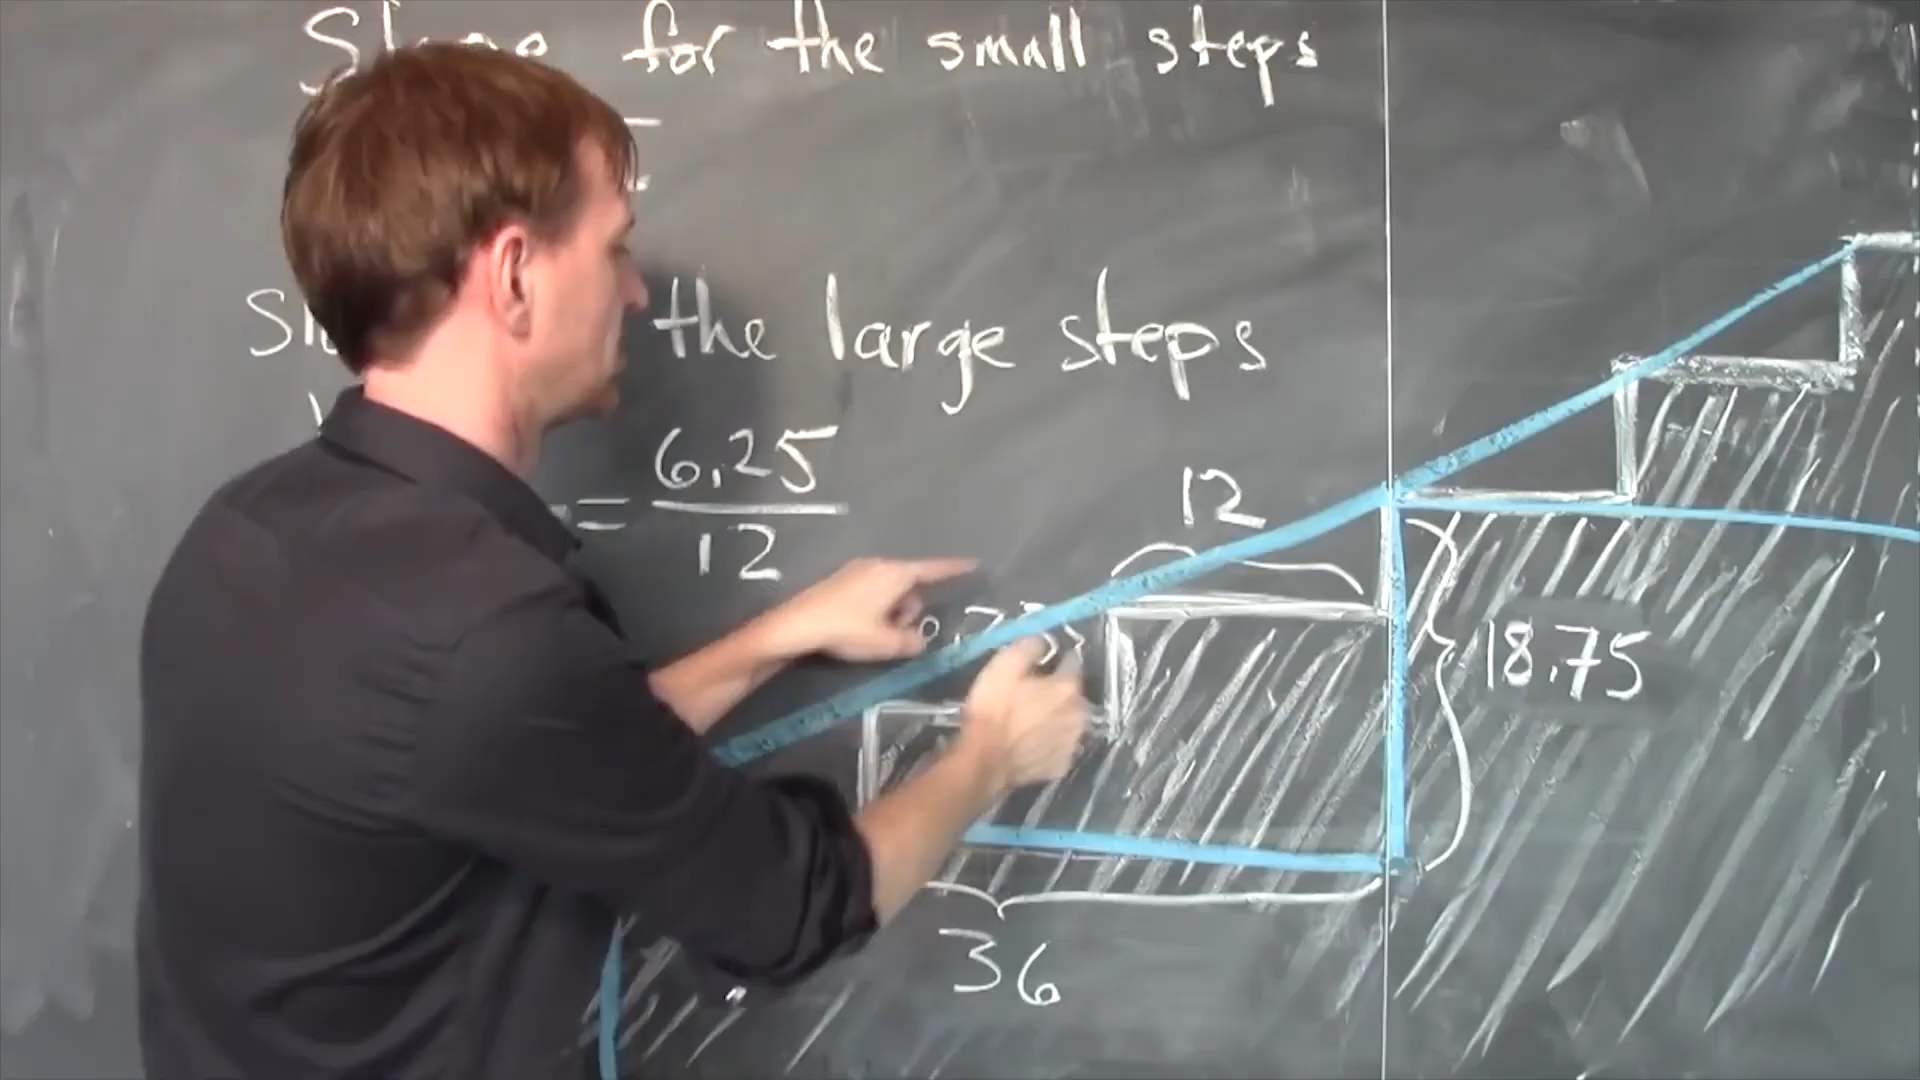 for the small steps
the large steps
= 6.25
12
12
18.75
36